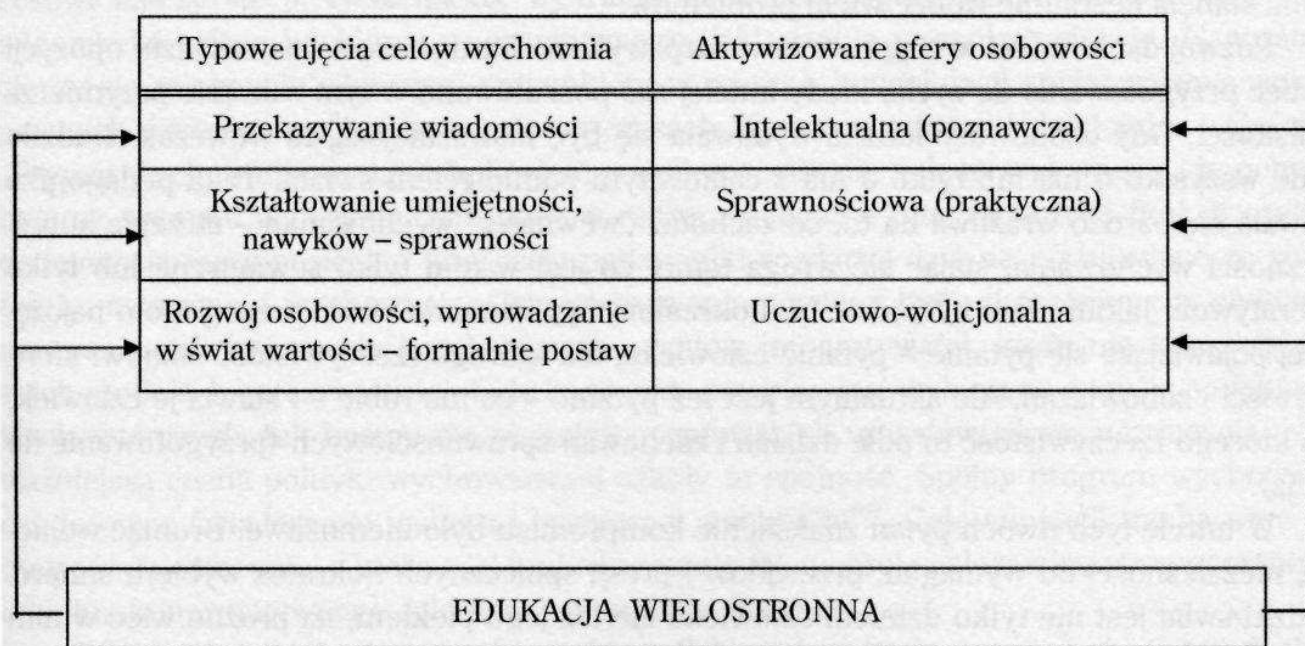 Typowe ujęcia celów wychownia
Aktywizowane sfery osobowości
Przekazywanie wiadomości
Intelektualna (poznawcza)
Kształtowanie umiejętności,
nawyków – sprawności
Sprawnościowa (praktyczna)
Rozwój osobowości, wprowadzanie
w świat wartości – formalnie postaw
Uczuciowo-wolicjonalna
EDUKACJA WIELOSTRONNA